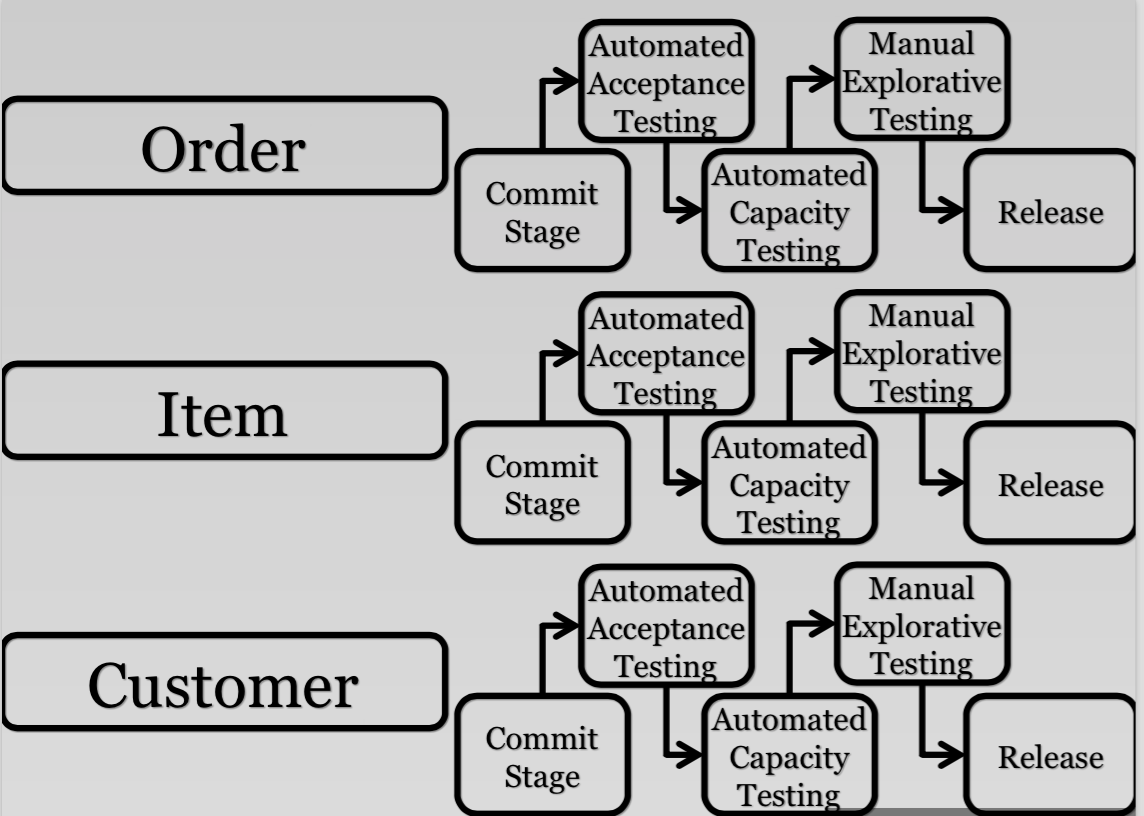 Order
Commit
Stage
Automated
Acceptance
Testing
Automated
Capacity
Testing
Manual
Explorative
Testing
Release
Item
Commit
Stage
Automated
Acceptance
Testing
Automated
Capacity
Testing
Manual
Explorative
Testing
Release
Customer
Commit
Stage
Automated
Acceptance
Testing
Automated
Capacity
Testing
Manual
Explorative
Testing
Release